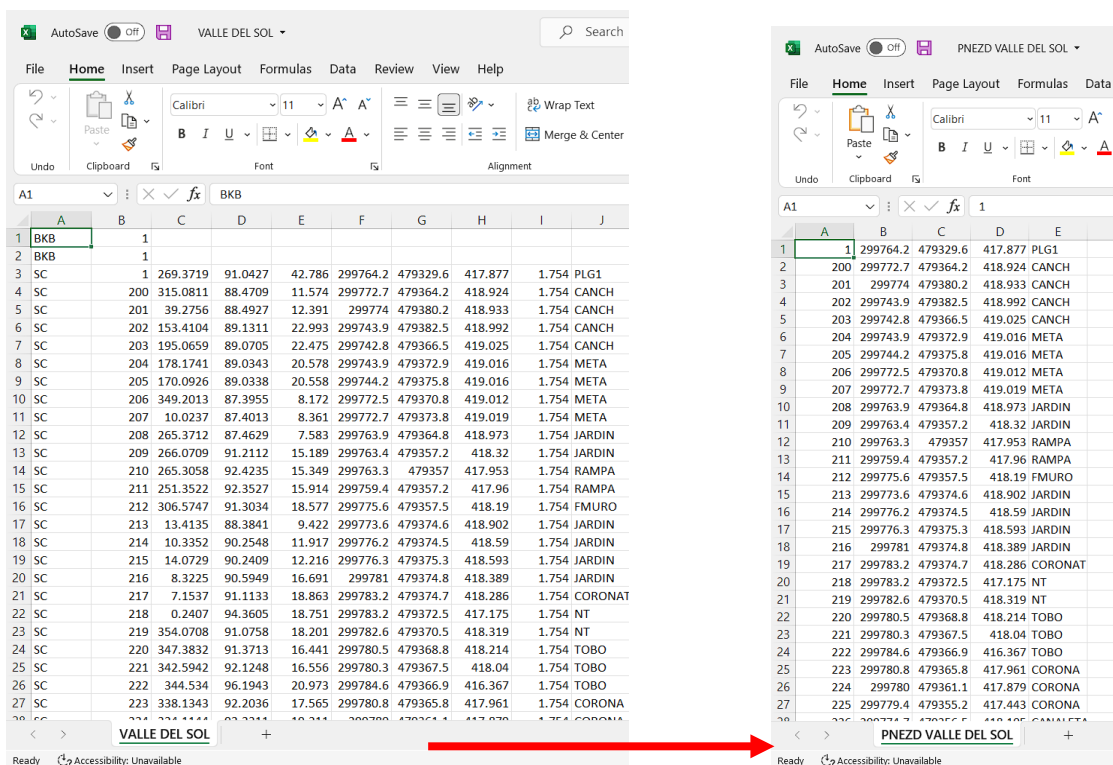 AutoSave Off VALLE DEL SOL Search
File Home Insert Page Layout Formulas Data Review View Help
Calibri 11 A^ A˅ ab Wrap Text
Paste B I U A Merge & Center
Undo Clipboard Font Alignment
A1 fx BKB
A B C D E F G H I J
1 BKB 1
2 BKB 1
3 SC 1 269.3719 91.0427 42.786 299764.2 479329.6 417.877 1.754 PLG1
4 SC 200 315.0811 88.4709 11.574 299772.7 479364.2 418.924 1.754 CANCH
5 SC 201 39.2756 88.4927 12.391 299774 479380.2 418.933 1.754 CANCH
6 SC 202 153.4104 89.1311 22.993 299743.9 479382.5 418.992 1.754 CANCH
7 SC 203 195.0659 89.0705 22.475 299742.8 479366.5 419.025 1.754 CANCH
8 SC 204 178.1741 89.0343 20.578 299743.9 479372.9 419.016 1.754 META
9 SC 205 170.0926 89.0338 20.558 299744.2 479375.8 419.016 1.754 META
10 SC 206 349.2013 87.3955 8.172 299772.5 479370.8 419.012 1.754 META
11 SC 207 10.0237 87.4013 8.361 299772.7 479373.8 419.019 1.754 META
12 SC 208 265.3712 87.4629 7.583 299763.9 479364.8 418.973 1.754 JARDIN
13 SC 209 266.0709 91.2112 15.189 299763.4 479357.2 418.32 1.754 JARDIN
14 SC 210 265.3058 92.4235 15.349 299763.3 479357 417.953 1.754 RAMPA
15 SC 211 251.3522 92.3527 15.914 299759.4 479357.2 417.96 1.754 RAMPA
16 SC 212 306.5747 91.3034 18.577 299775.6 479357.5 418.19 1.754 FMURO
17 SC 213 13.4135 88.3841 9.422 299773.6 479374.6 418.902 1.754 JARDIN
18 SC 214 10.3352 90.2548 11.917 299776.2 479374.5 418.59 1.754 JARDIN
19 SC 215 14.0729 90.2409 12.216 299776.3 479375.3 418.593 1.754 JARDIN
20 SC 216 8.3225 90.5949 16.691 299781 479374.8 418.389 1.754 JARDIN
21 SC 217 7.1537 91.1133 18.863 299783.2 479374.7 418.286 1.754 CORONAT
22 SC 218 0.2407 94.3605 18.751 299783.2 479372.5 417.175 1.754 NT
23 SC 219 354.0708 91.0758 18.201 299782.6 479370.5 418.319 1.754 NT
24 SC 220 347.3832 91.3713 16.441 299780.5 479368.8 418.214 1.754 TOBO
25 SC 221 342.5942 92.1248 16.556 299780.3 479367.5 418.04 1.754 TOBO
26 SC 222 344.534 96.1943 20.973 299784.6 479366.9 416.367 1.754 TOBO
27 SC 223 338.1343 92.2036 17.565 299780.8 479365.8 417.961 1.754 CORONA
VALLE DEL SOL +
Ready Accessibility: Unavailable
AutoSave Off PNEZD VALLE DEL SOL
File Home Insert Page Layout Formulas Data
Calibri 11 A^
Paste B I U A
Undo Clipboard Font
A1 fx 1
A B C D E
1 1 299764.2 479329.6 417.877 PLG1
2 200 299772.7 479364.2 418.924 CANCH
3 201 299774 479380.2 418.933 CANCH
4 202 299743.9 479382.5 418.992 CANCH
5 203 299742.8 479366.5 419.025 CANCH
6 204 299743.9 479372.9 419.016 META
7 205 299744.2 479375.8 419.016 META
8 206 299772.5 479370.8 419.012 META
9 207 299772.7 479373.8 419.019 META
10 208 299763.9 479364.8 418.973 JARDIN
11 209 299763.4 479357.2 418.32 JARDIN
12 210 299763.3 479357 417.953 RAMPA
13 211 299759.4 479357.2 417.96 RAMPA
14 212 299775.6 479357.5 418.19 FMURO
15 213 299773.6 479374.6 418.902 JARDIN
16 214 299776.2 479374.5 418.59 JARDIN
17 215 299776.3 479375.3 418.593 JARDIN
18 216 299781 479374.8 418.389 JARDIN
19 217 299783.2 479374.7 418.286 CORONAT
20 218 299783.2 479372.5 417.175 NT
21 219 299782.6 479370.5 418.319 NT
22 220 299780.5 479368.8 418.214 TOBO
23 221 299780.3 479367.5 418.04 TOBO
24 222 299784.6 479366.9 416.367 TOBO
25 223 299780.8 479365.8 417.961 CORONA
26 224 299780 479361.1 417.879 CORONA
27 225 299779.4 479355.2 417.443 CORONA
PNEZD VALLE DEL SOL +
Ready Accessibility: Unavailable